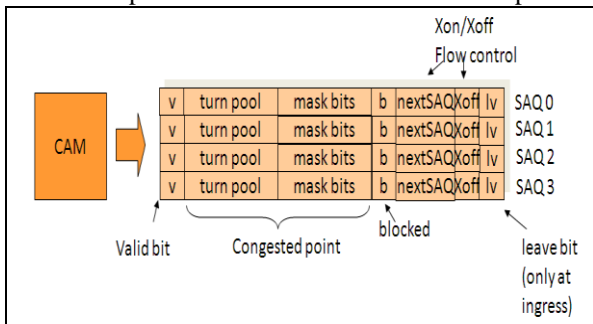 Xon/Xoff
Flow control
CAM
v turn pool mask bits b nextSAQ Xoff lv SAQ 0
v turn pool mask bits b nextSAQ Xoff lv SAQ 1
v turn pool mask bits b nextSAQ Xoff lv SAQ 2
v turn pool mask bits b nextSAQ Xoff lv SAQ 3
Valid bit
Congested point
blocked
leave bit
(only at
ingress)